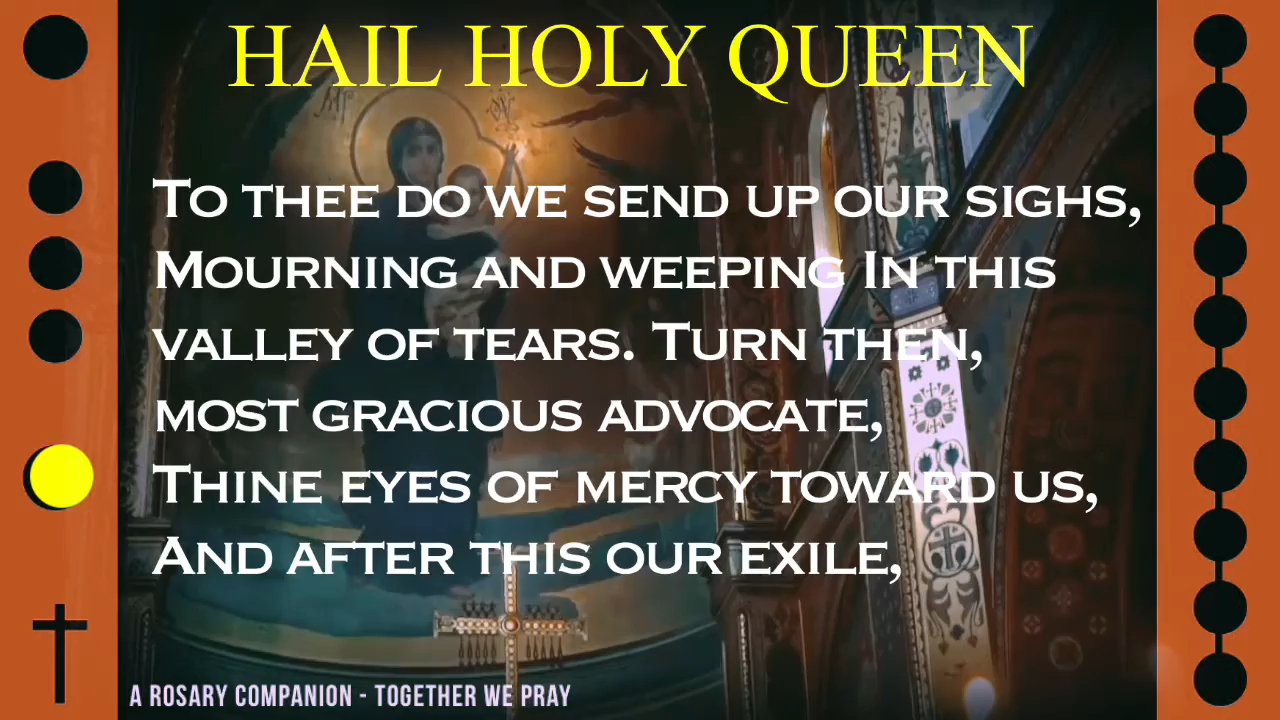 HAIL HOLY QUEEN
To thee do we send up our sighs,
Mourning and weeping In this
valley of tears. Turn then,
most gracious advocate,
Thine eyes of mercy toward us,
And after this our exile,
A ROSARY COMPANION - TOGETHER WE PRAY